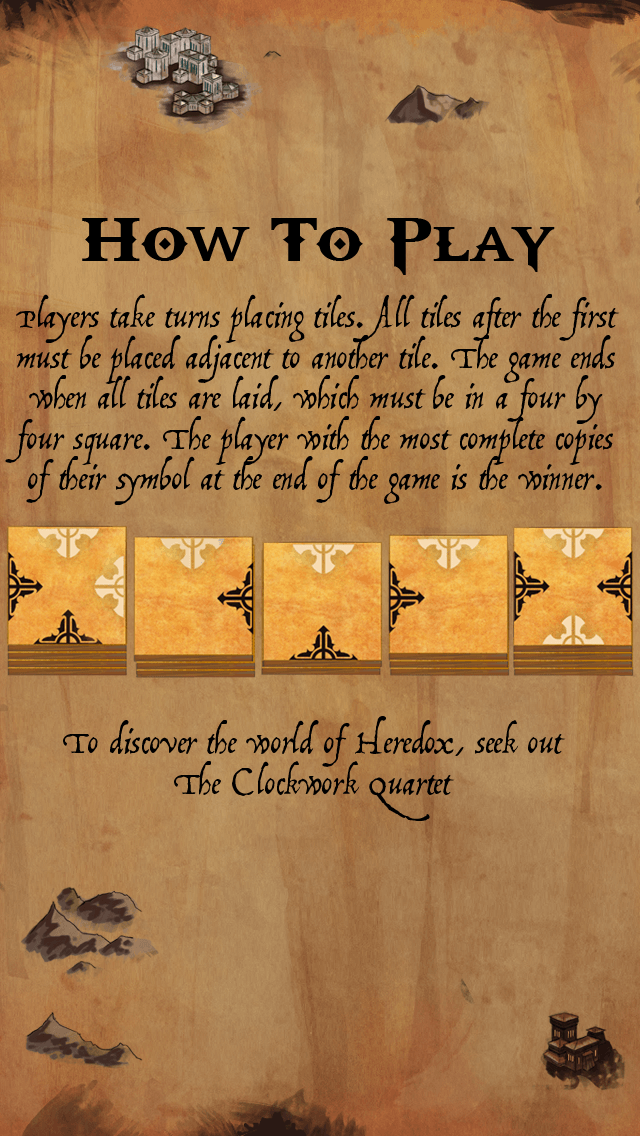 How To Play
Players take turns placing tiles. All tiles after the first
must be placed adjacent to another tile. The game ends
when all tiles are laid, which must be in a four by
four square. The player with the most complete copies
of their symbol at the end of the game is the winner.
To discover the world of Heredox, seek out
The Clockwork Quartet